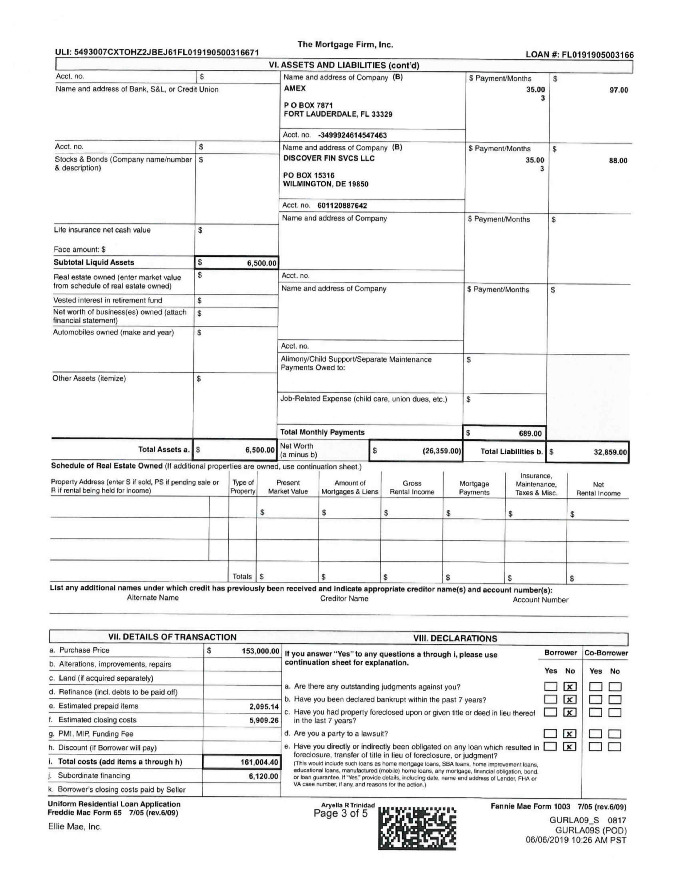 The Mortgage Firm, Inc.
ULI: 5493007CXTOHZ2JBEJ61FL019190500316671
LOAN #: FL0191905003166
VI. ASSETS AND LIABILITIES (cont'd)
Acct. no. $
Name and address of Bank, S&L, or Credit Union
Name and address of Company (B)
AMEX
P O BOX 7871
FORT LAUDERDALE, FL 33329
Acct. no. -3499924614547463
$ Payment/Months
35.00
3
$
97.00
Acct. no. $
Stocks & Bonds (Company name/number $
& description)
Name and address of Company (B)
DISCOVER FIN SVCS LLC
PO BOX 15316
WILMINGTON, DE 19850
Acct. no. 601120887642
$ Payment/Months
35.00
3
$
88.00
Life insurance net cash value $
Face amount: $
Name and address of Company
$ Payment/Months $
Subtotal Liquid Assets $ 6,500.00
Real estate owned (enter market value $
from schedule of real estate owned)
Acct. no.
Vested interest in retirement fund $
Net worth of business(es) owned (attach $
financial statement)
Automobiles owned (make and year) $
Name and address of Company
$ Payment/Months $
Acct. no.
Alimony/Child Support/Separate Maintenance $
Payments Owed to:
Other Assets (itemize) $
Job-Related Expense (child care, union dues, etc.) $
Total Monthly Payments $ 689.00
Total Assets a. $ 6,500.00
Net Worth
(a minus b) $ (26,359.00)
Total Liabilities b. $ 32,859.00
Schedule of Real Estate Owned (If additional properties are owned, use continuation sheet.)
Property Address (enter S if sold, PS if pending sale or
R if rental being held for income)
Type of
Property
Present
Market Value
Amount of
Mortgages & Liens
Gross
Rental Income
Mortgage
Payments
Insurance,
Maintenance,
Taxes & Misc.
Net
Rental Income
$ $ $ $ $ $
Totals $ $ $ $ $ $
List any additional names under which credit has previously been received and indicate appropriate creditor name(s) and account number(s):
Alternate Name Creditor Name Account Number
VII. DETAILS OF TRANSACTION
a. Purchase Price $ 153,000.00
b. Alterations, improvements, repairs
c. Land (if acquired separately)
d. Refinance (incl. debts to be paid off)
e. Estimated prepaid items 2,095.14
f. Estimated closing costs 5,909.26
g. PMI, MIP, Funding Fee
h. Discount (if Borrower will pay)
i. Total costs (add items a through h) 161,004.40
j. Subordinate financing 6,120.00
k. Borrower's closing costs paid by Seller
VIII. DECLARATIONS
If you answer "Yes" to any questions a through i, please use
continuation sheet for explanation.
Borrower Co-Borrower
Yes No Yes No
a. Are there any outstanding judgments against you? X
b. Have you been declared bankrupt within the past 7 years? X
c. Have you had property foreclosed upon or given title or deed in lieu thereof X
in the last 7 years?
d. Are you a party to a lawsuit? X
e. Have you directly or indirectly been obligated on any loan which resulted in X
foreclosure, transfer of title in lieu of foreclosure, or judgment?
(This would include such loans as home mortgage loans, SBA loans, home improvement loans,
educational loans, manufactured (mobile) home loans, any mortgage, financial obligation, bond,
or loan guarantee. If "Yes" provide details, including date, name and address of Lender, FHA or
VA case number, if any, and reasons for the action.)
Uniform Residential Loan Application
Freddie Mac Form 65 7/05 (rev.6/09)
Ellie Mae, Inc.
Aryella R Trinidad
Page 3 of 5
Fannie Mae Form 1003 7/05 (rev.6/09)
GURLA09_S 0817
GURLA09S (POD)
06/06/2019 10:26 AM PST